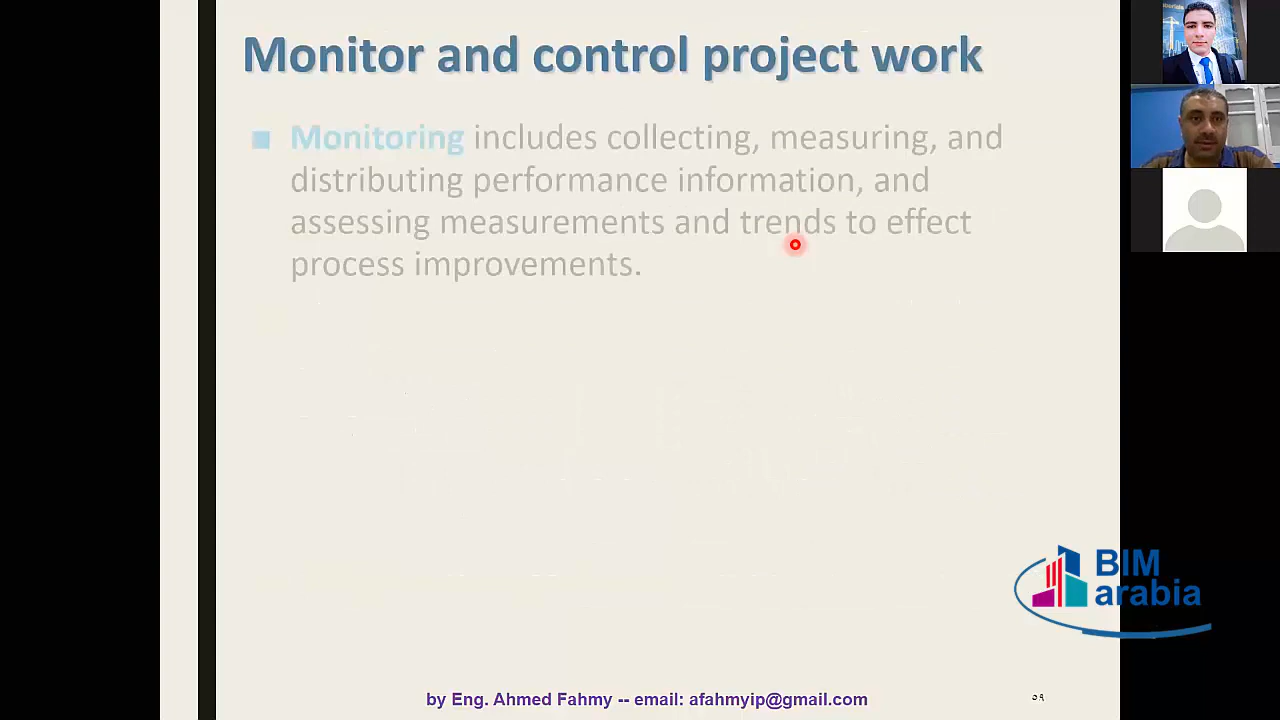 Monitor and control project work
Monitoring includes collecting, measuring, and
distributing performance information, and
assessing measurements and trends to effect
process improvements.
BIM
arabia
by Eng. Ahmed Fahmy -- email: afahmyip@gmail.com
٥٩